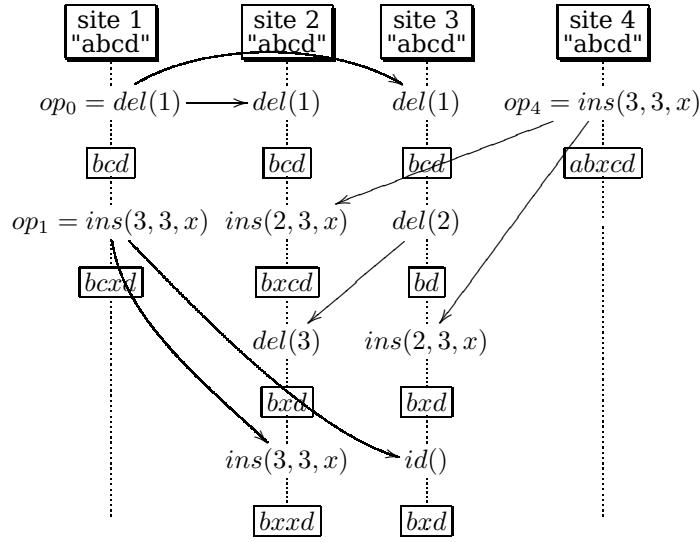 site 1 site 2 site 3 site 4
"abcd" "abcd" "abcd" "abcd"
op0 = del(1) del(1) del(1) op4 = ins(3, 3, x)
bcd bcd bcd abxcd
op1 = ins(3, 3, x) ins(2, 3, x) del(2)
bcxd bxcd bd
del(3) ins(2, 3, x)
bxd bxd
ins(3, 3, x) id()
bxxd bxd